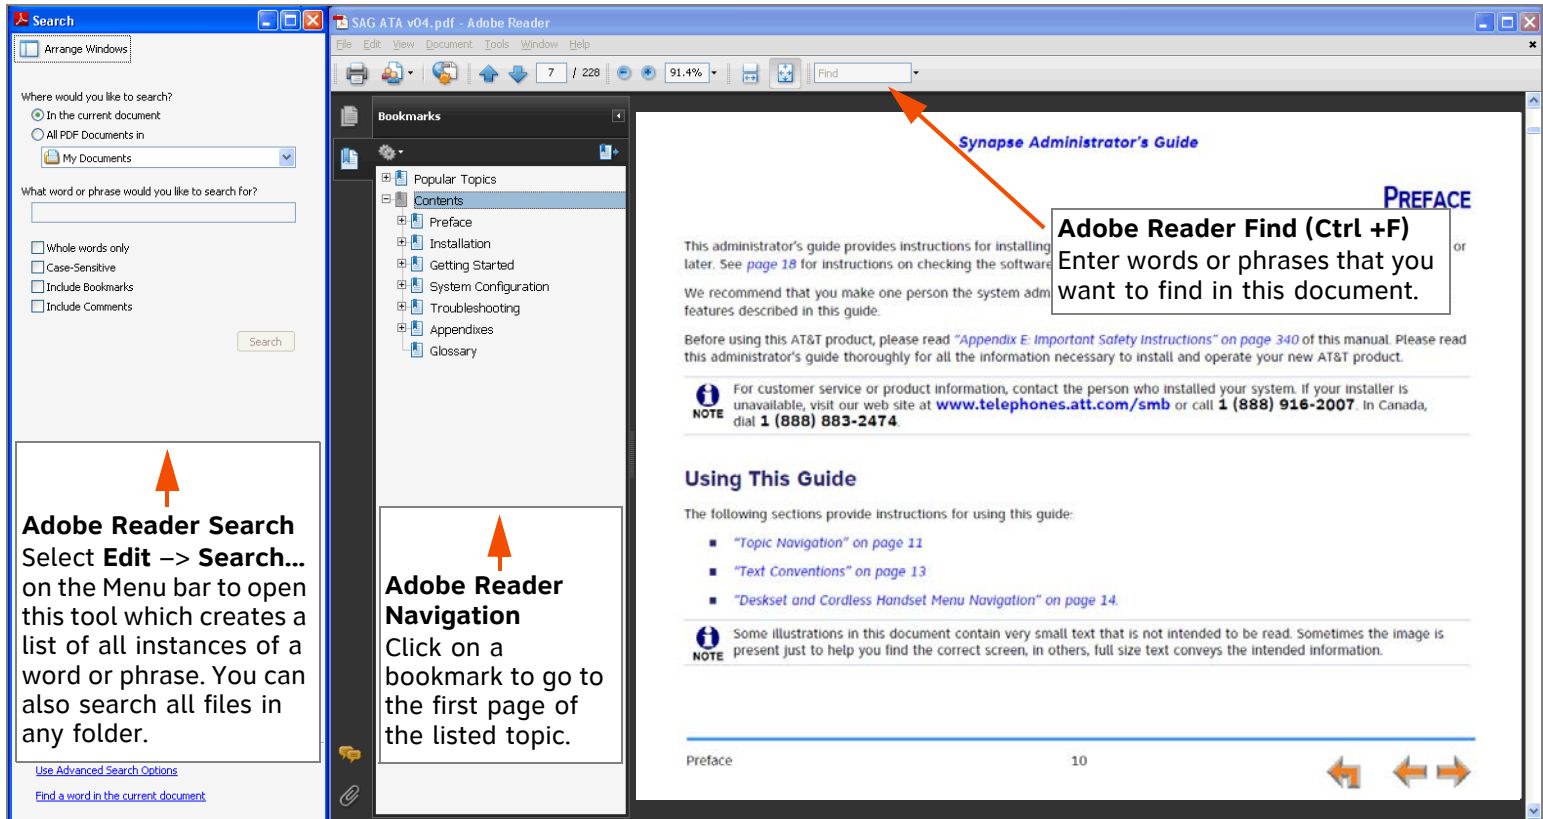 Search
Arrange Windows
Where would you like to search?
In the current document
All PDF Documents in
My Documents
What word or phrase would you like to search for?
Whole words only
Case-Sensitive
Include Bookmarks
Include Comments
Search
Adobe Reader Search
Select Edit –> Search...
on the Menu bar to open
this tool which creates a
list of all instances of a
word or phrase. You can
also search all files in
any folder.
Use Advanced Search Options
Find a word in the current document
SAG ATA v04.pdf - Adobe Reader
File Edit View Document Tools Window Help
7 / 228 91.4% Find
Bookmarks
Popular Topics
Contents
Preface
Installation
Getting Started
System Configuration
Troubleshooting
Appendixes
Glossary
Adobe Reader
Navigation
Click on a
bookmark to go to
the first page of
the listed topic.
Synapse Administrator's Guide
PREFACE
Adobe Reader Find (Ctrl +F)
Enter words or phrases that you
want to find in this document.
This administrator's guide provides instructions for installing or
later. See page 18 for instructions on checking the software
We recommend that you make one person the system adm
features described in this guide.
Before using this AT&T product, please read "Appendix E: Important Safety Instructions" on page 340 of this manual. Please read
this administrator's guide thoroughly for all the information necessary to install and operate your new AT&T product.
NOTE
For customer service or product information, contact the person who installed your system. If your installer is
unavailable, visit our web site at www.telephones.att.com/smb or call 1 (888) 916-2007. In Canada,
dial 1 (888) 883-2474.
Using This Guide
The following sections provide instructions for using this guide:
"Topic Navigation" on page 11
"Text Conventions" on page 13
"Deskset and Cordless Handset Menu Navigation" on page 14.
NOTE
Some illustrations in this document contain very small text that is not intended to be read. Sometimes the image is
present just to help you find the correct screen, in others, full size text conveys the intended information.
Preface 10